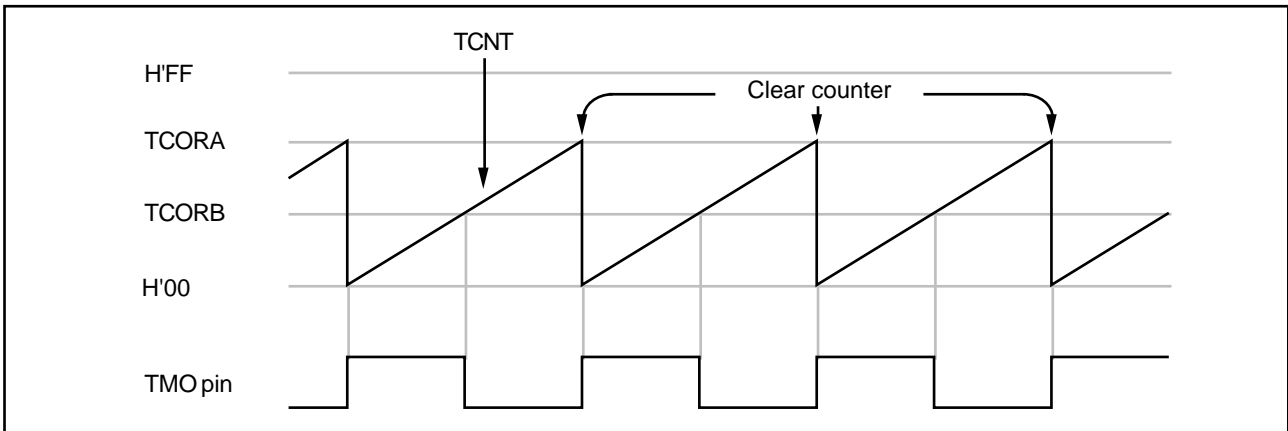 TCNT
H'FF
Clear counter
TCORA
TCORB
H'00
TMO pin